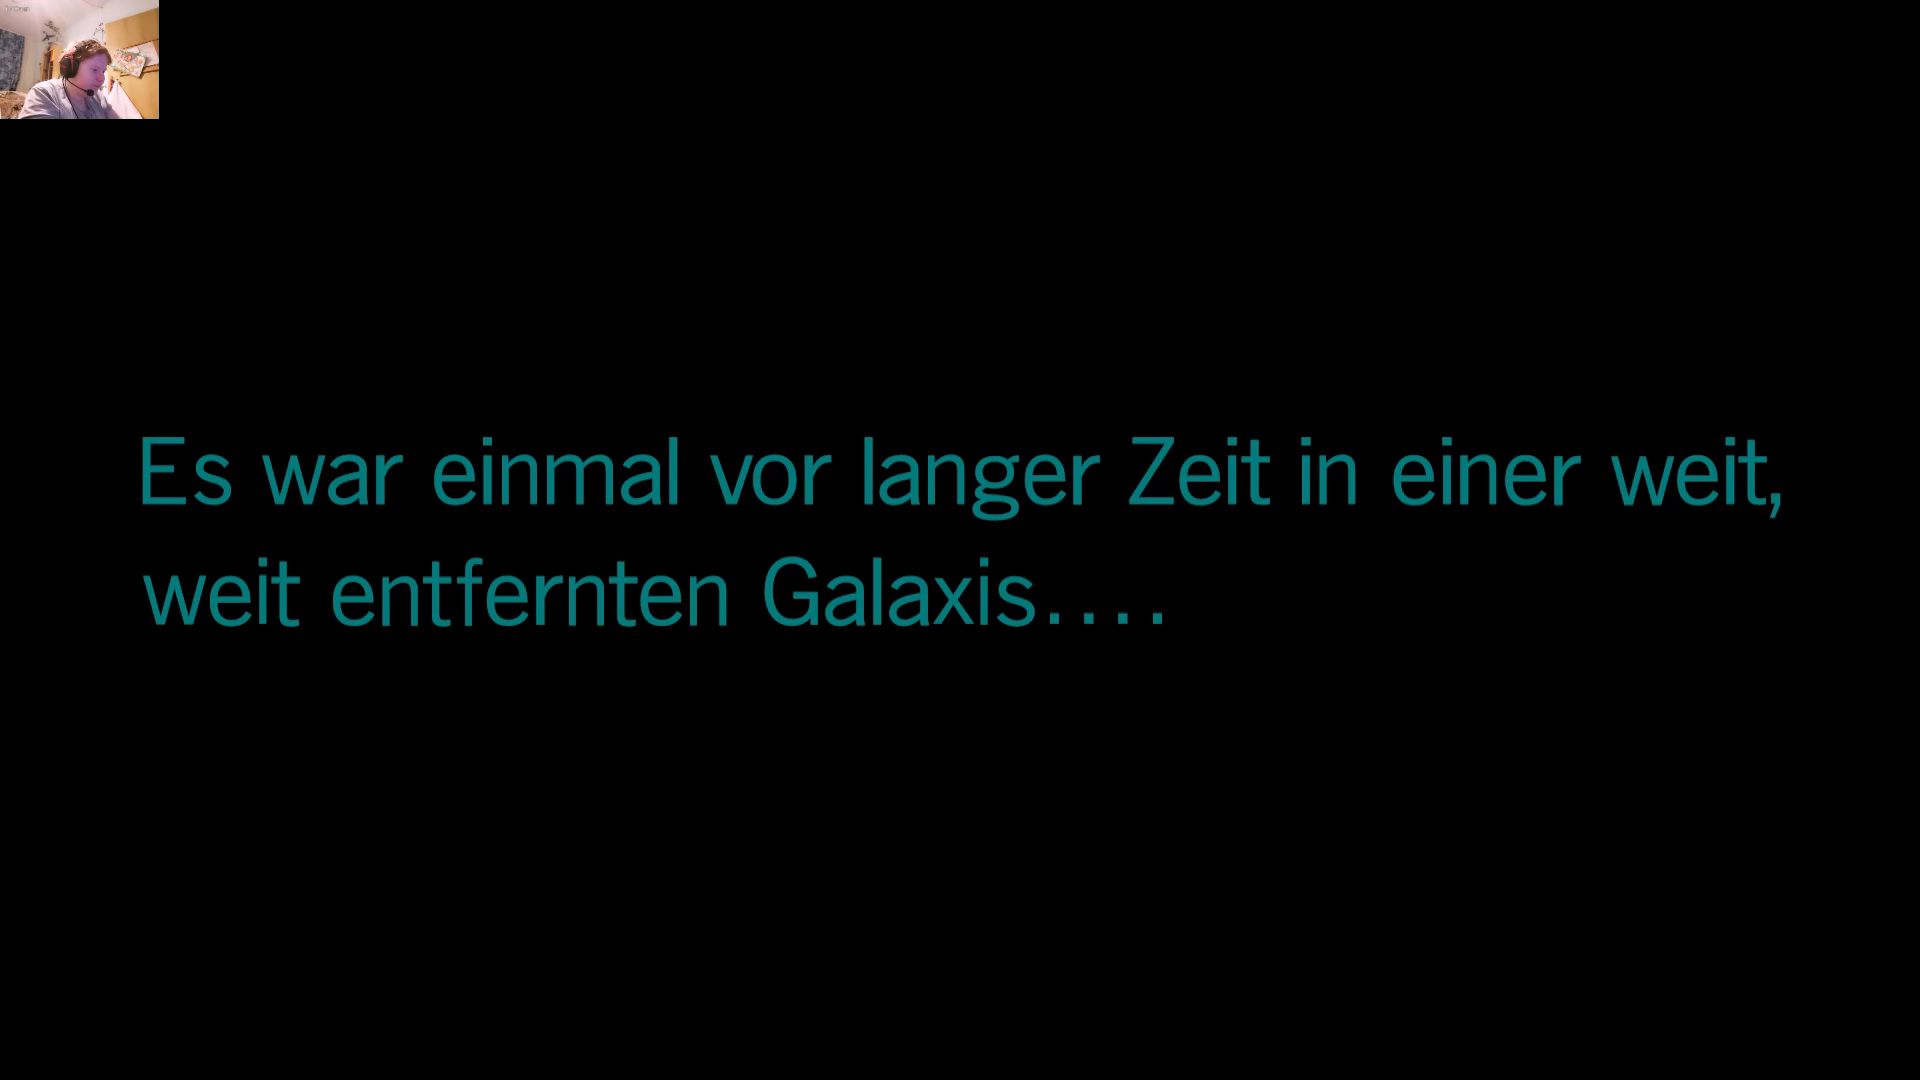 Es war einmal vor langer Zeit in einer weit,
weit entfernten Galaxis....